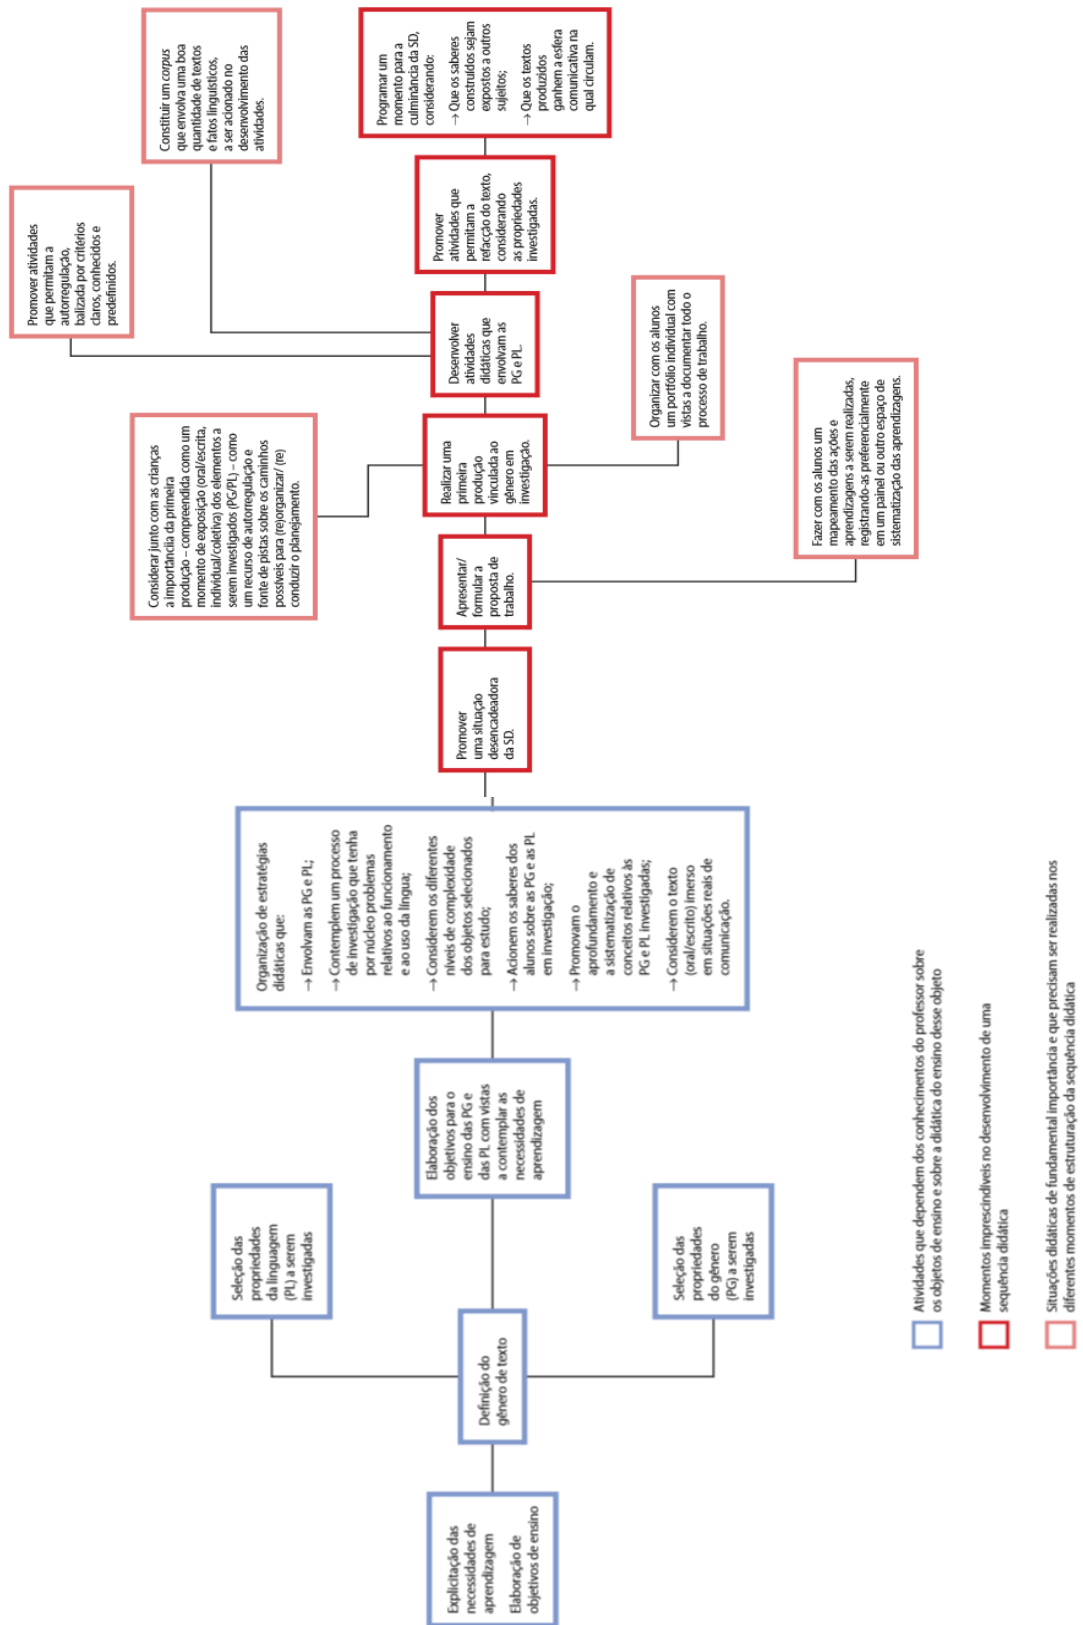 Explicitação das
necessidades de
aprendizagem
Elaboração de
objetivos de ensino
Definição do
gênero de texto
Seleção das
propriedades
da linguagem
(PL) a serem
investigadas
Seleção das
propriedades
do gênero
(PG) a serem
investigadas
Elaboração dos
objetivos para o
ensino das PG e
das PL com vistas
a contemplar as
necessidades de
aprendizagem
Organização de estratégias
didáticas que:
→ Envolvam as PG e PL;
→ Contemplem um processo
de investigação que tenha
por núcleo problemas
relativos ao funcionamento
e ao uso da língua;
→ Considerem os diferentes
níveis de complexidade
dos objetos selecionados
para estudo;
→ Acionem os saberes dos
alunos sobre as PG e as PL
em investigação;
→ Promovam o
aprofundamento e
a sistematização de
conceitos relativos às
PG e PL investigadas;
→ Considerem o texto
(oral/escrito) imerso
em situações reais de
comunicação.
Promover
uma situação
desencadeadora
da SD.
Apresentar/
formular a
proposta de
trabalho.
Fazer com os alunos um
mapeamento das ações e
aprendizagens a serem realizadas,
registrando-as preferencialmente
em um painel ou outro espaço de
sistematização das aprendizagens.
Realizar uma
primeira
produção
vinculada ao
gênero em
investigação.
Considerar junto com as crianças
a importância da primeira
produção – compreendida como um
momento de exposição (oral/escrita,
individual/coletiva) dos elementos a
serem investigados (PG/PL) – como
um recurso de autorregulação e
fonte de pistas sobre os caminhos
possíveis para (re)organizar/ (re)
conduzir o planejamento.
Organizar com os alunos
um portfólio individual com
vistas a documentar todo o
processo de trabalho.
Desenvolver
atividades
didáticas que
envolvam as
PG e PL.
Promover atividades
que permitam a
autorregulação,
balizada por critérios
claros, conhecidos e
predefinidos.
Constituir um corpus
que envolva uma boa
quantidade de textos
e fatos linguísticos,
a ser acionado no
desenvolvimento das
atividades.
Promover
atividades que
permitam a
refacção do texto,
considerando
as propriedades
investigadas.
Programar um
momento para a
culminância da SD,
considerando:
→ Que os saberes
construídos sejam
expostos a outros
sujeitos;
→ Que os textos
produzidos
ganhem a esfera
comunicativa na
qual circulam.
Atividades que dependem dos conhecimentos do professor sobre
os objetos de ensino e sobre a didática do ensino desse objeto
Momentos imprescindíveis no desenvolvimento de uma
sequência didática
Situações didáticas de fundamental importância e que precisam ser realizadas nos
diferentes momentos de estruturação da sequência didática